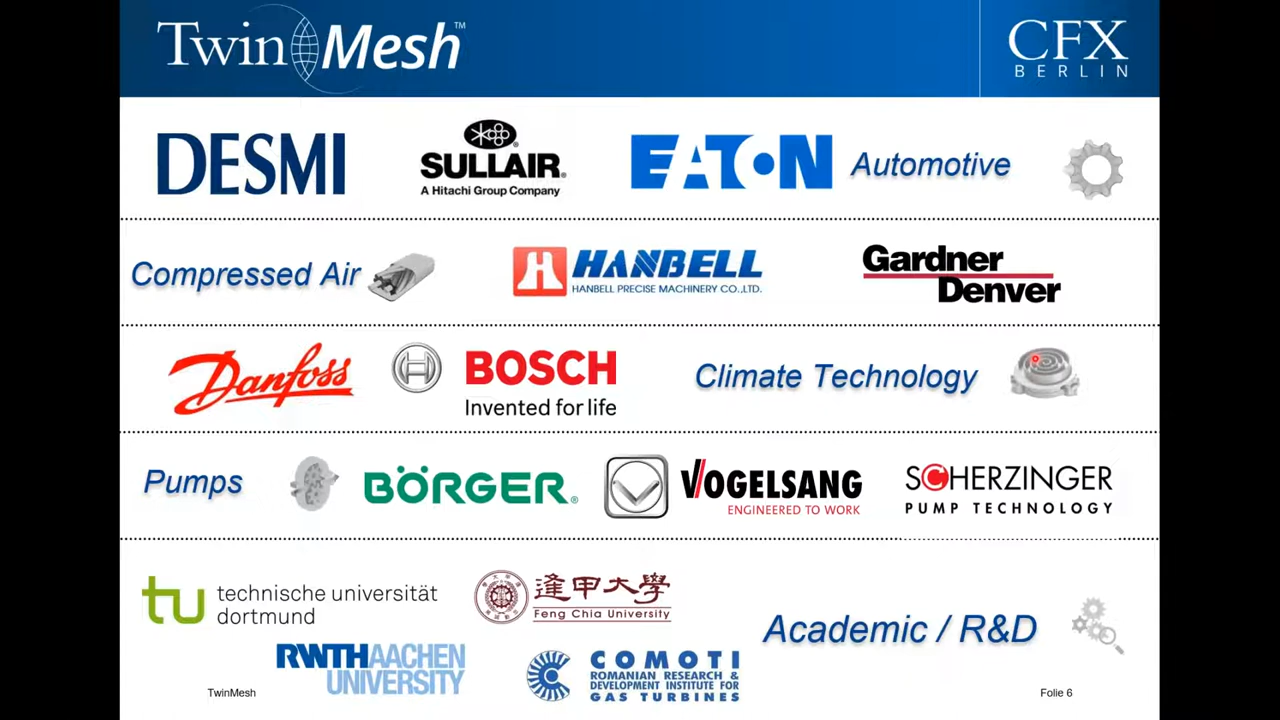 TwinMesh™
CFX
BERLIN
DESMI
SULLAIR®
A Hitachi Group Company
EATON
Automotive
Compressed Air
HANBELL
HANBELL PRECISE MACHINERY CO.,LTD.
Gardner
Denver
Danfoss
BOSCH
Invented for life
Climate Technology
Pumps
BÖRGER®
VOGELSANG
ENGINEERED TO WORK
SCHERZINGER
PUMP TECHNOLOGY
tu technische universität
dortmund
逢甲大學
Feng Chia University
Academic / R&D
RWTHAACHEN
UNIVERSITY
COMOTI
ROMANIAN RESEARCH &
DEVELOPMENT INSTITUTE FOR
GAS TURBINES
TwinMesh
Folie 6